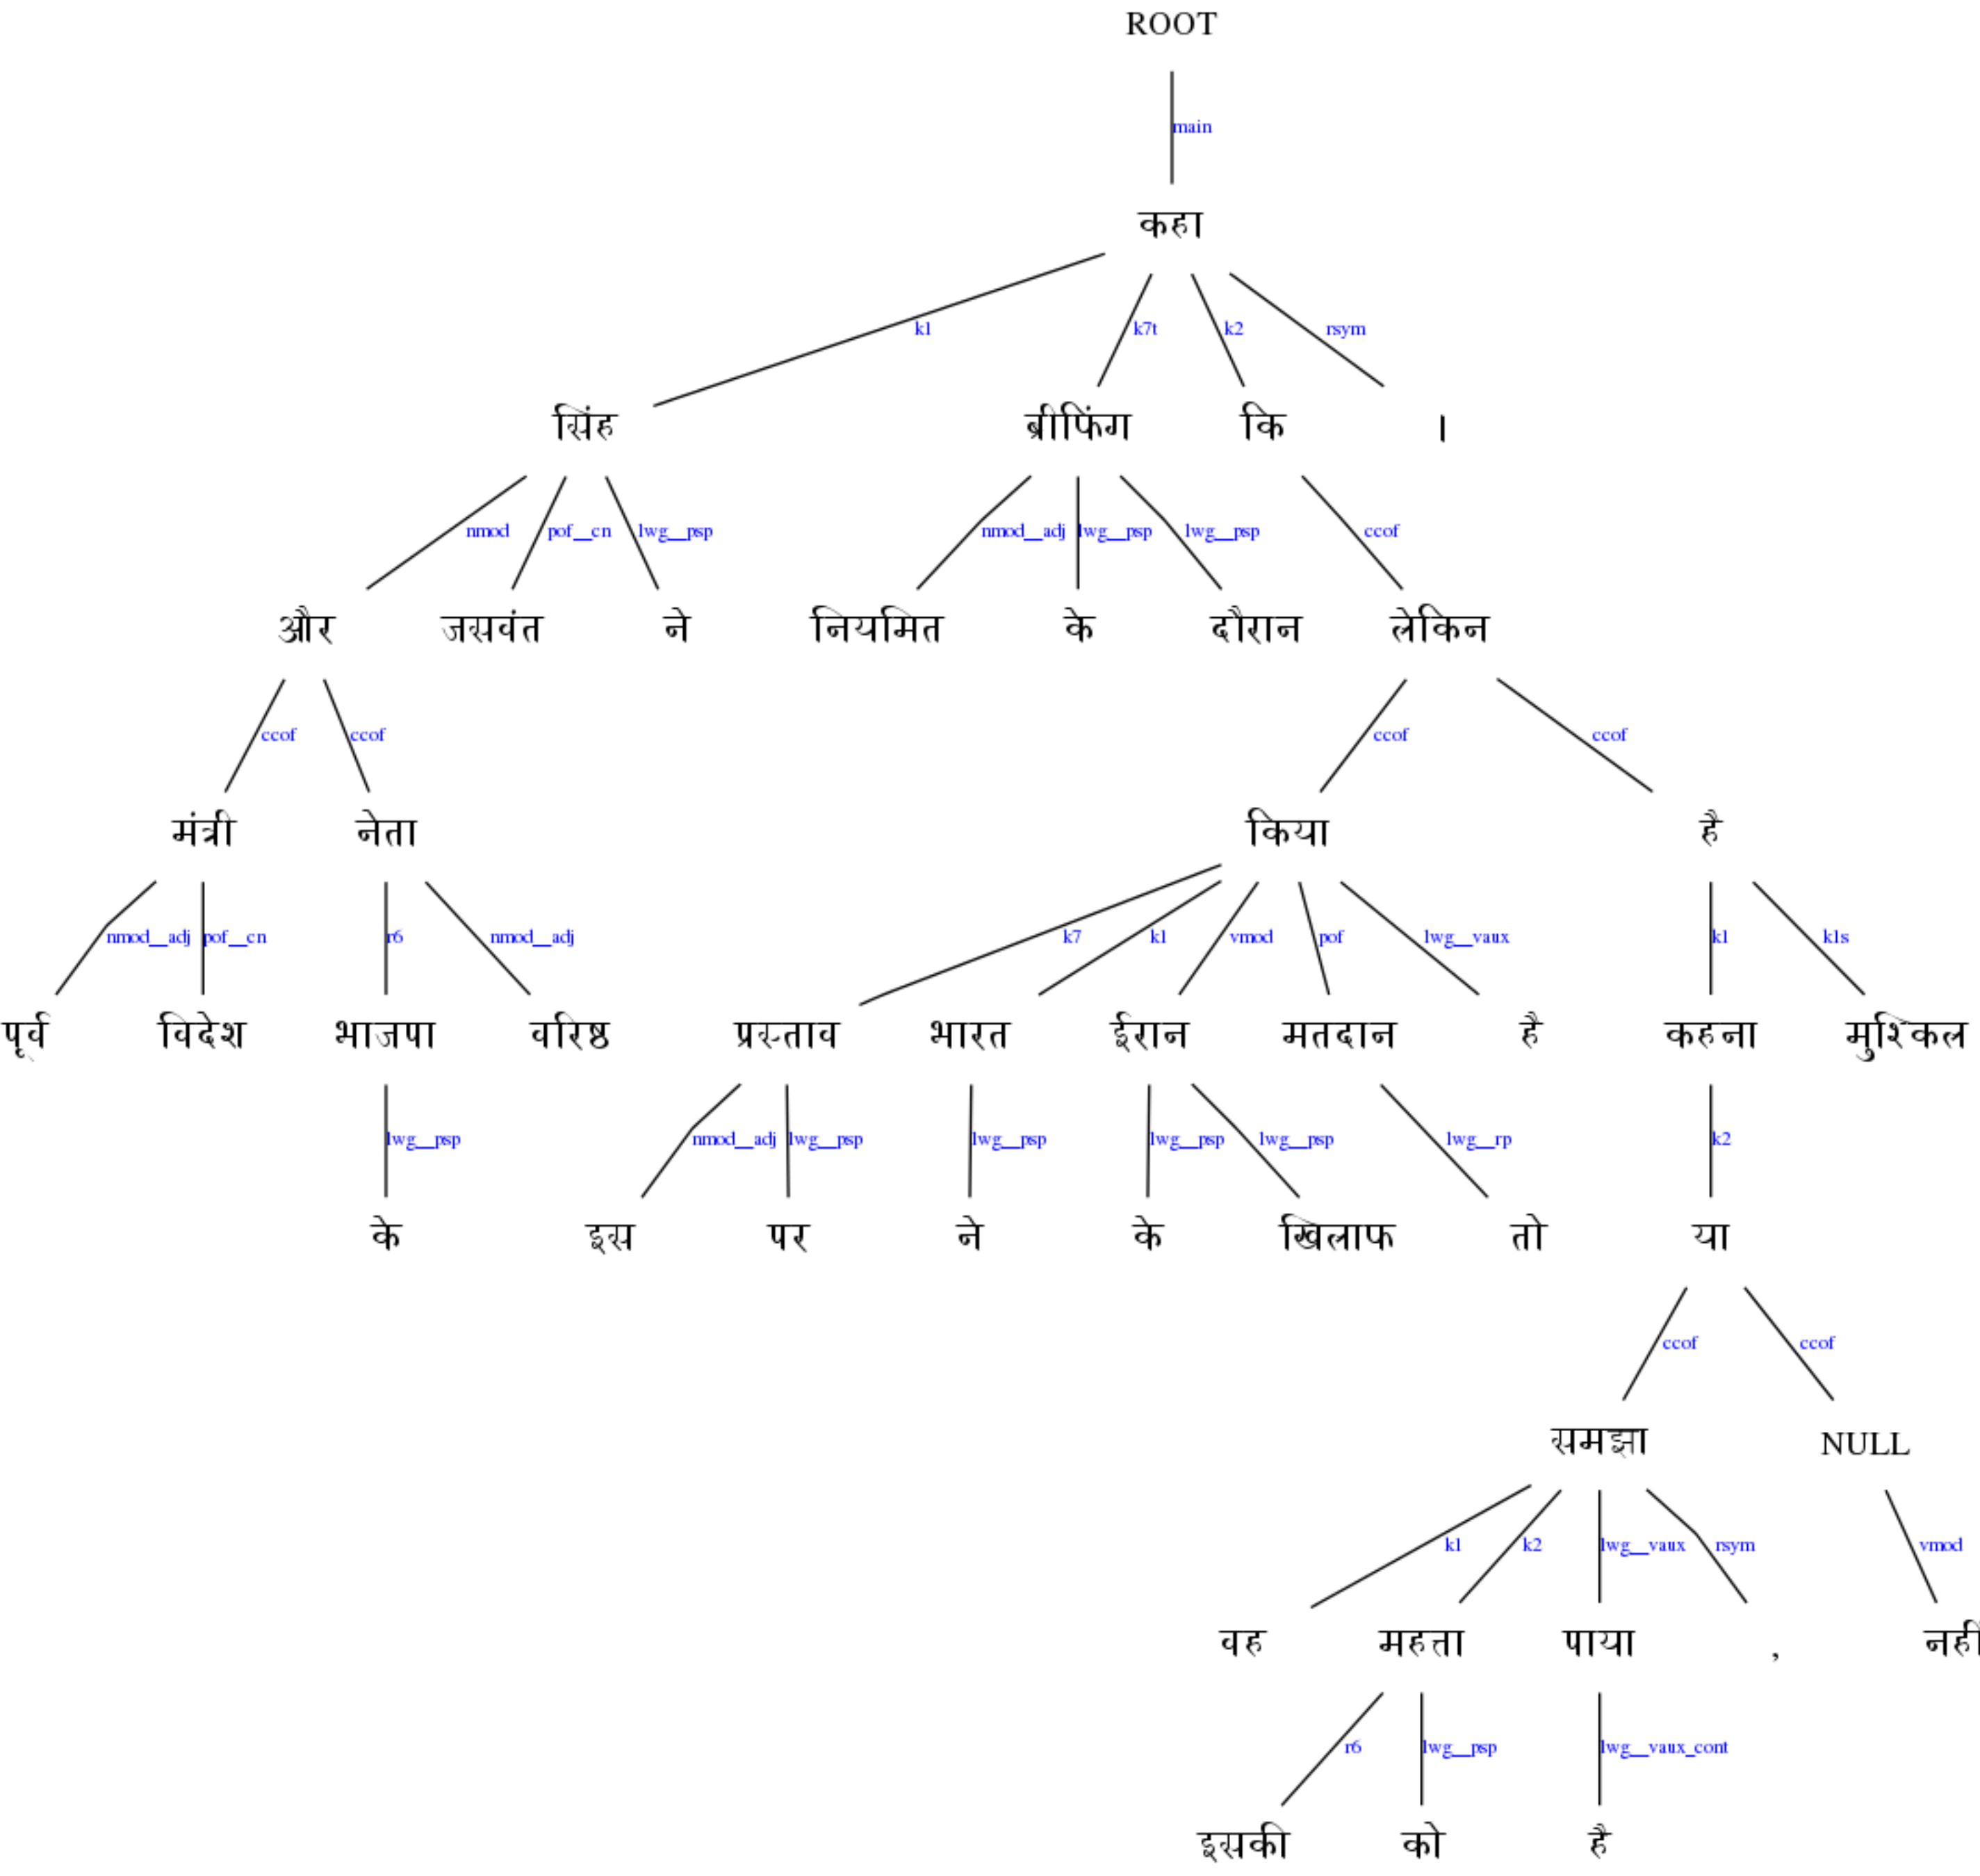 ROOT
main
कहा
k1 k7t k2 rsym
सिंह ब्रीफिंग कि ।
nmod pof__cn lwg__psp nmod__adj lwg__psp lwg__psp ccof
और जसवंत ने नियमित के दौरान लेकिन
ccof ccof ccof ccof
मंत्री नेता किया है
nmod__adj pof__cn r6 nmod__adj k7 k1 vmod pof lwg__vaux k1 k1s
पूर्व विदेश भाजपा वरिष्ठ प्रस्ताव भारत ईरान मतदान है कहना मुश्किल
lwg__psp nmod__adj lwg__psp lwg__psp lwg__psp lwg__psp lwg__rp k2
के इस पर ने के खिलाफ तो या
ccof ccof
समझा NULL
k1 k2 lwg__vaux rsym vmod
वह महत्ता पाया , नहीं
r6 lwg__psp lwg__vaux_cont
इसकी को है